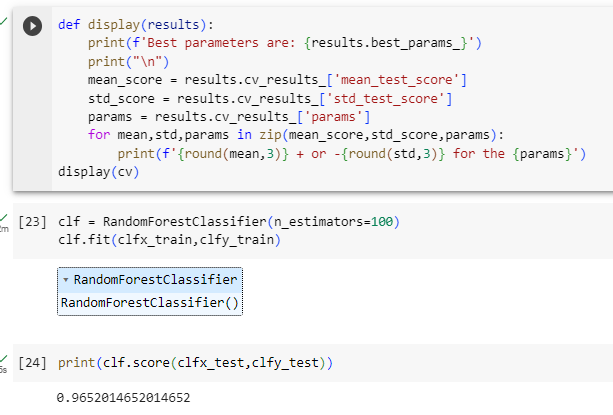 def display(results):
print(f'Best parameters are: {results.best_params_}')
print("\n")
mean_score = results.cv_results_['mean_test_score']
std_score = results.cv_results_['std_test_score']
params = results.cv_results_['params']
for mean,std,params in zip(mean_score,std_score,params):
print(f'{round(mean,3)} + or -{round(std,3)} for the {params}')
display(cv)
[23] clf = RandomForestClassifier(n_estimators=100)
clf.fit(clfx_train,clfy_train)
RandomForestClassifier
RandomForestClassifier()
[24] print(clf.score(clfx_test,clfy_test))
0.9652014652014652